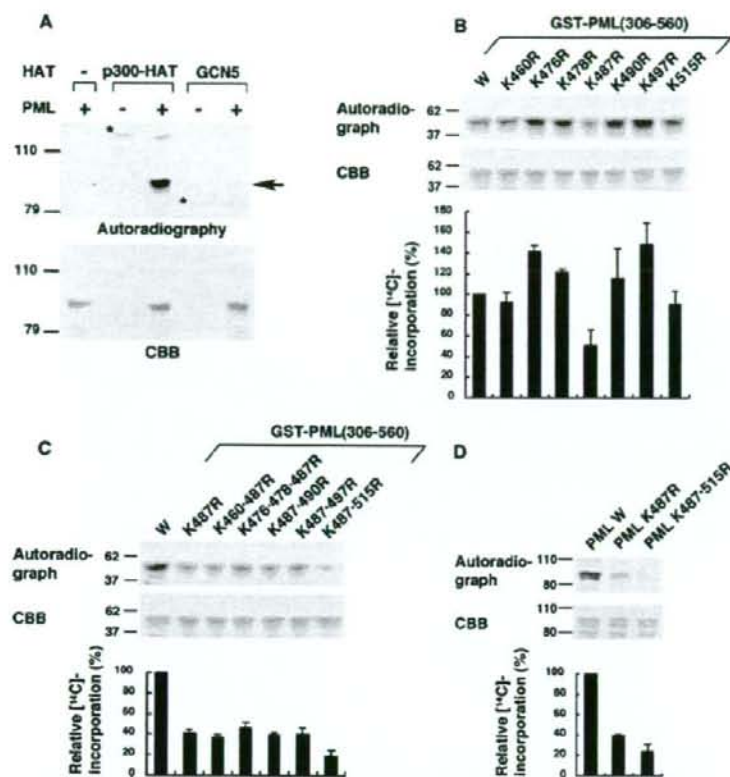 A
HAT - p300-HAT GCN5
PML + - + - +
110
79
Autoradiography
110
79
CBB
B
GST-PML(306-560)
W K460R K476R K478R K487R K490R K497R K515R
Autoradio-
graph
62
37
CBB
62
37
Relative [¹⁴C]-
incorporation (%)
160
140
120
100
80
60
40
20
0
C
GST-PML(306-560)
W K487R K460-487R K476-478-487R K487-490R K487-497R K487-515R
Autoradio-
graph
62
37
CBB
62
37
Relative [¹⁴C]-
incorporation (%)
100
80
60
40
20
0
D
PML W PML K487R PML K487-515R
Autoradio-
graph
110
80
CBB
110
80
Relative [¹⁴C]-
incorporation (%)
100
80
60
40
20
0